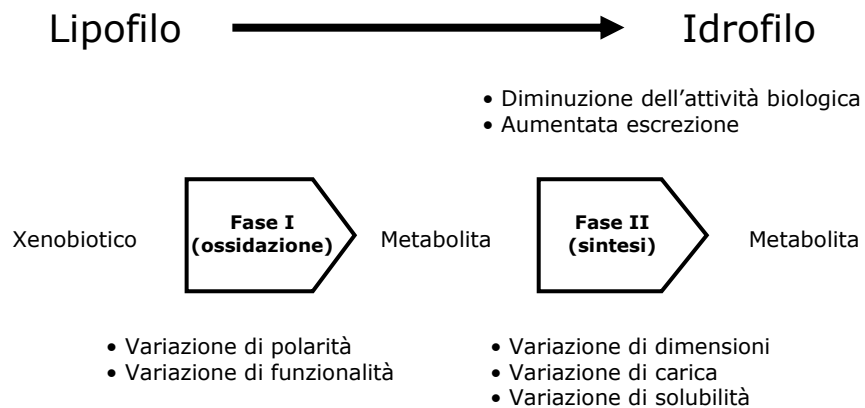 Lipofilo
Idrofilo
• Diminuzione dell'attività biologica
• Aumentata escrezione
Xenobiotico
Fase I
(ossidazione)
Metabolita
Fase II
(sintesi)
Metabolita
• Variazione di polarità
• Variazione di funzionalità
• Variazione di dimensioni
• Variazione di carica
• Variazione di solubilità